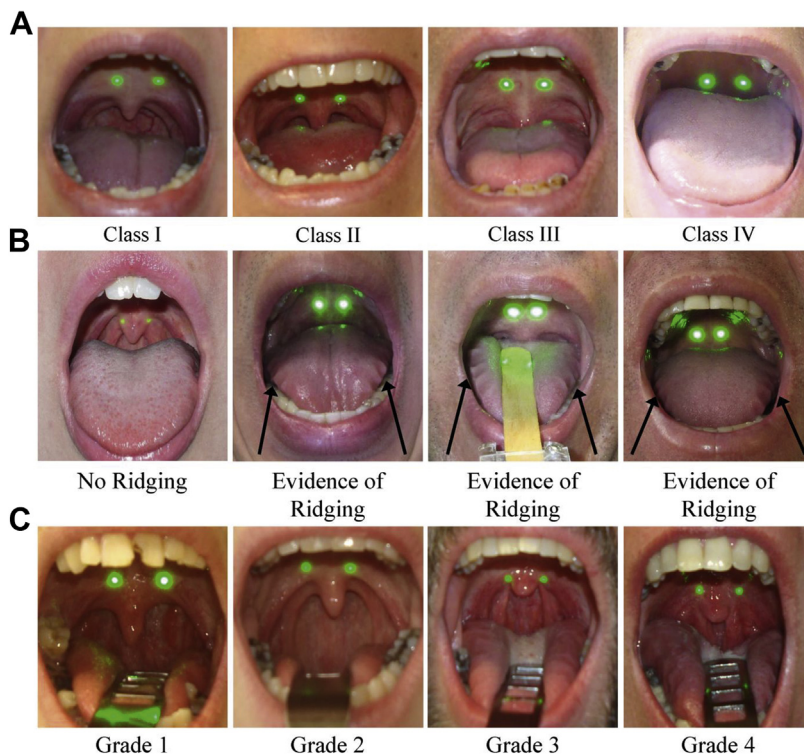 A
Class I
Class II
Class III
Class IV
B
No Ridging
Evidence of
Ridging
Evidence of
Ridging
Evidence of
Ridging
C
Grade 1
Grade 2
Grade 3
Grade 4